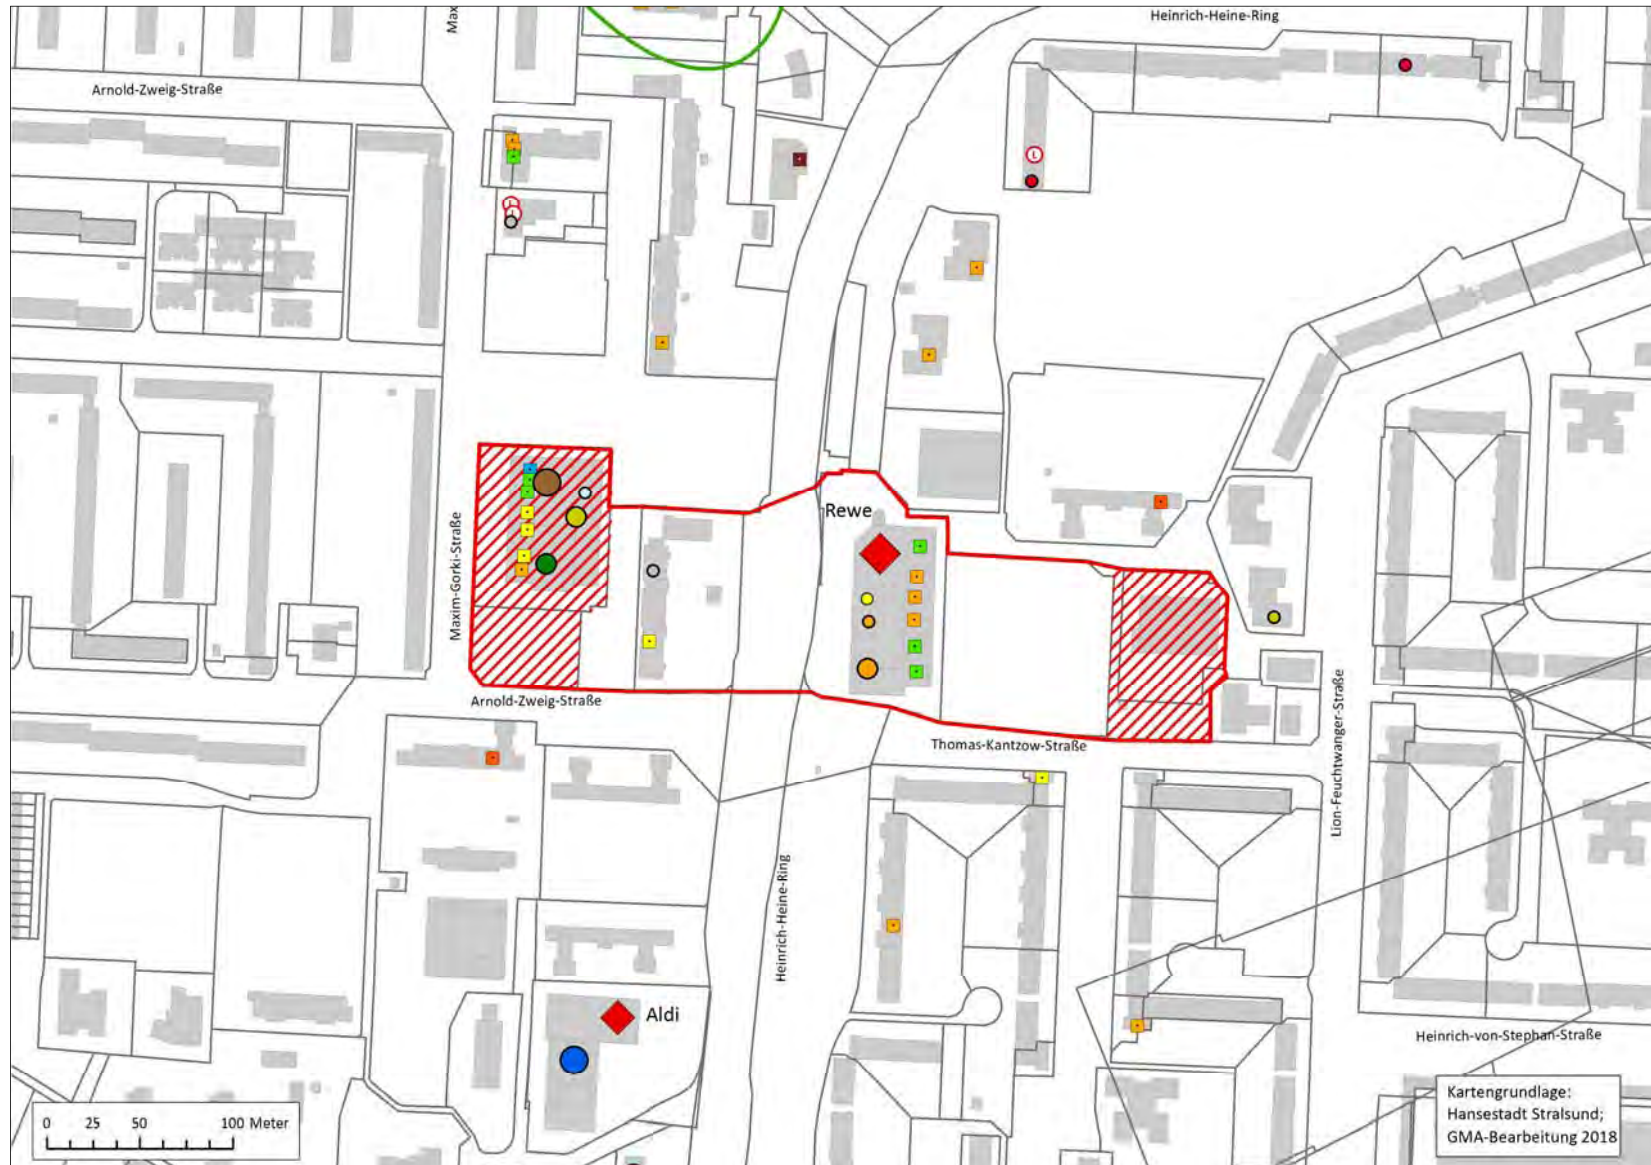 Heinrich-Heine-Ring
Max
Arnold-Zweig-Straße
L
L
L
Rewe
Maxim-Gorki-Straße
Arnold-Zweig-Straße
Thomas-Kantzow-Straße
Lion-Feuchtwanger-Straße
Heinrich-Heine-Ring
Aldi
Heinrich-von-Stephan-Straße
Kartengrundlage:
Hansestadt Stralsund;
GMA-Bearbeitung 2018
0 25 50 100 Meter